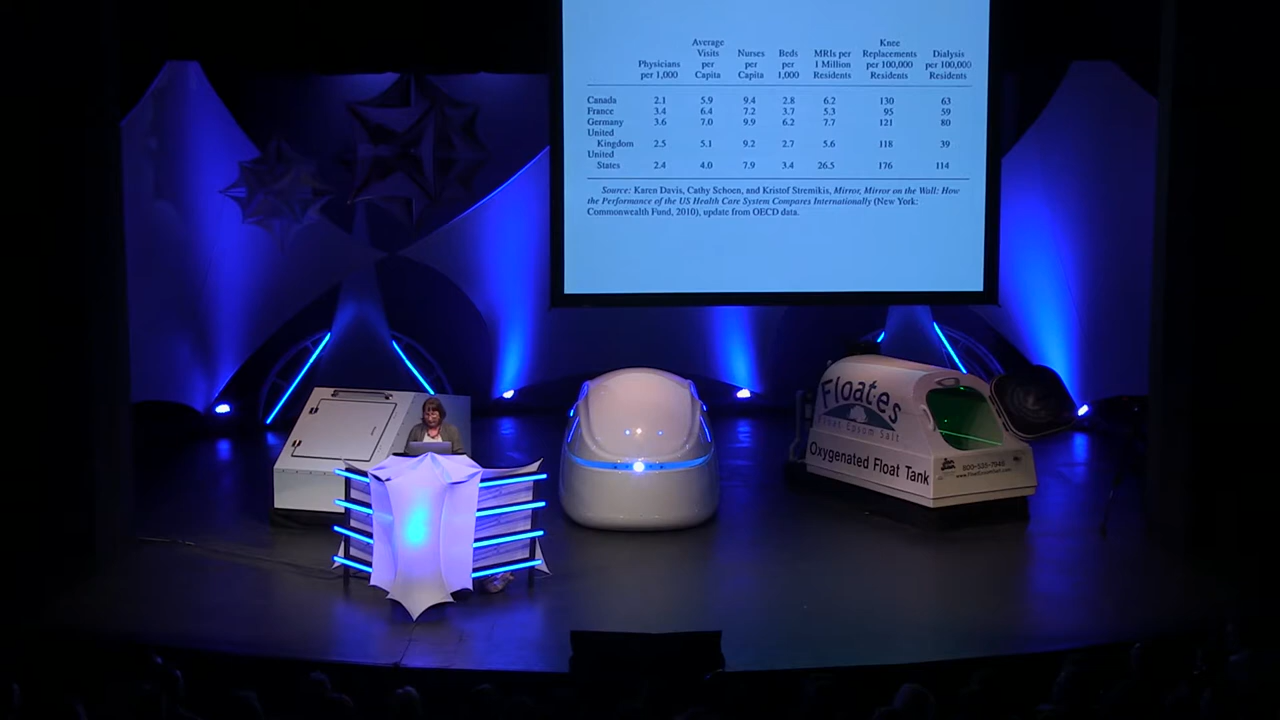 Average
Knee
Visits
Nurses
Beds
MRIs per
Replacements
Dialysis
Physicians
per
per
per
1 Million
per 100,000
per 100,000
per 1,000
Capita
Capita
1,000
Residents
Residents
Residents
Canada 2.1 5.9 9.4 2.8 6.2 130 63
France 3.4 6.4 7.2 3.7 5.3 95 59
Germany 3.6 7.0 9.9 6.2 7.7 121 80
United
Kingdom 2.5 5.1 9.2 2.7 5.6 118 39
United
States 2.4 4.0 7.9 3.4 26.5 176 114
Source: Karen Davis, Cathy Schoen, and Kristof Stremikis, Mirror, Mirror on the Wall: How
the Performance of the US Health Care System Compares Internationally (New York:
Commonwealth Fund, 2010), update from OECD data.
Float-es
Float Epsom Salt
Oxygenated Float Tank